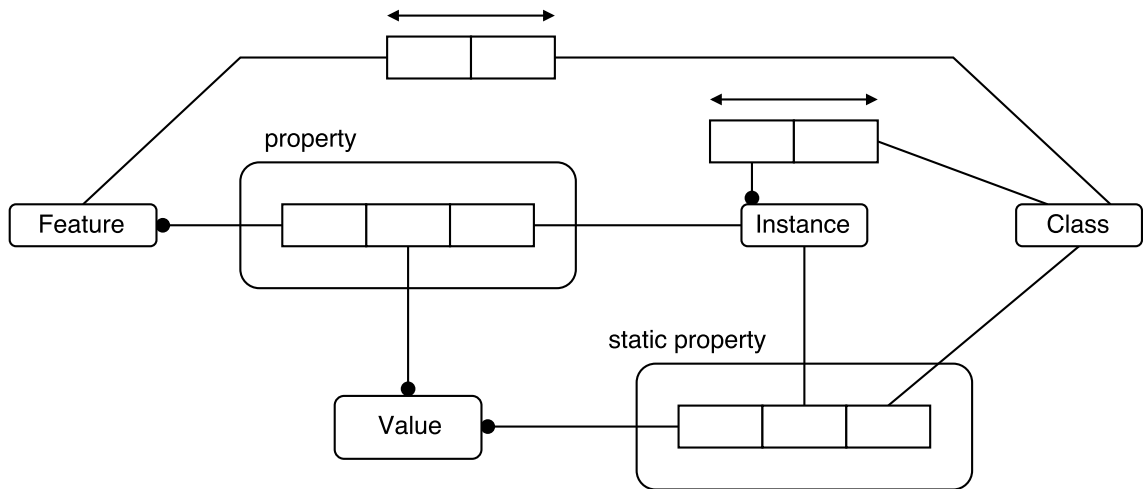 property
Feature
Instance
Class
static property
Value